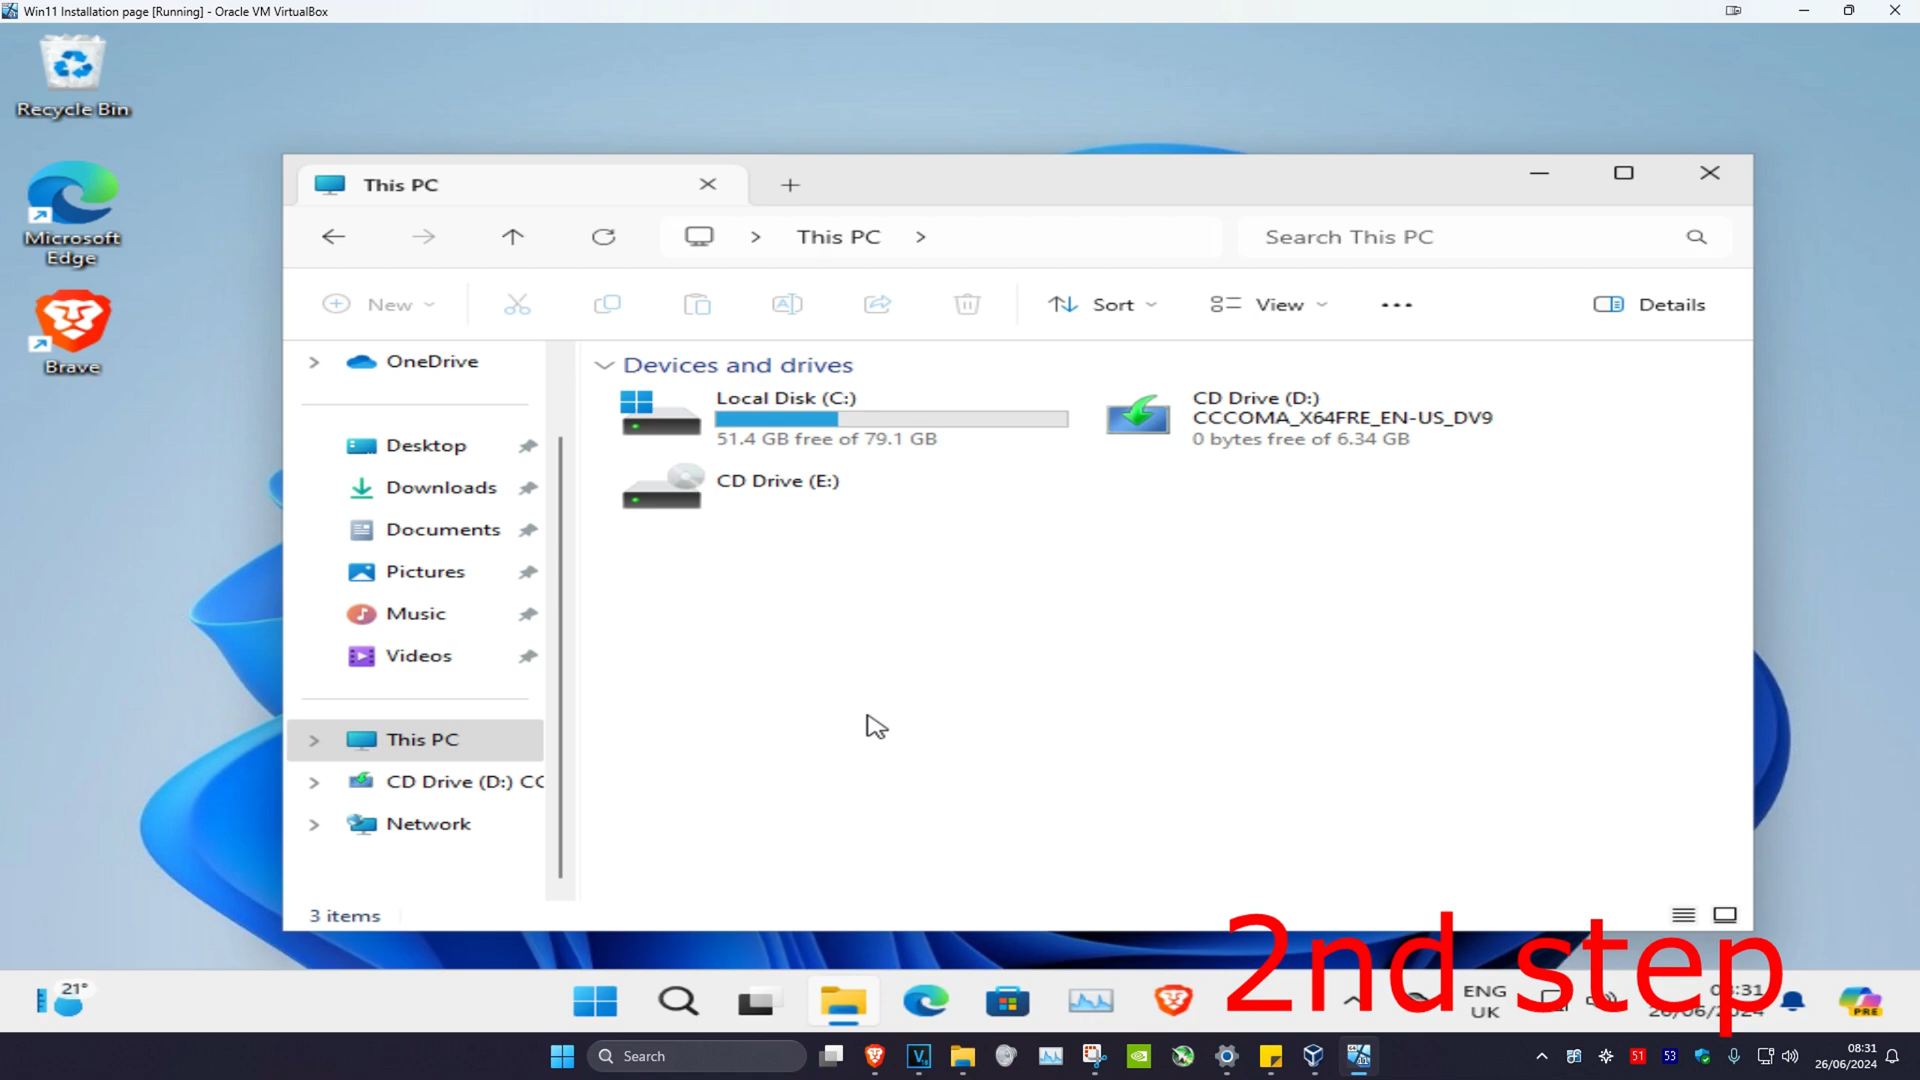 Win11 Installation page [Running] - Oracle VM VirtualBox
Recycle Bin
Microsoft
Edge
Brave
This PC
This PC
Search This PC
New
Sort
View
Details
OneDrive
Desktop
Downloads
Documents
Pictures
Music
Videos
This PC
CD Drive (D:) CC
Network
Devices and drives
Local Disk (C:)
51.4 GB free of 79.1 GB
CD Drive (D:)
CCCOMA_X64FRE_EN-US_DV9
0 bytes free of 6.34 GB
CD Drive (E:)
3 items
2nd step
21°
ENG
UK
08:31
26/06/2024
PRE
Search
51
53
08:31
26/06/2024